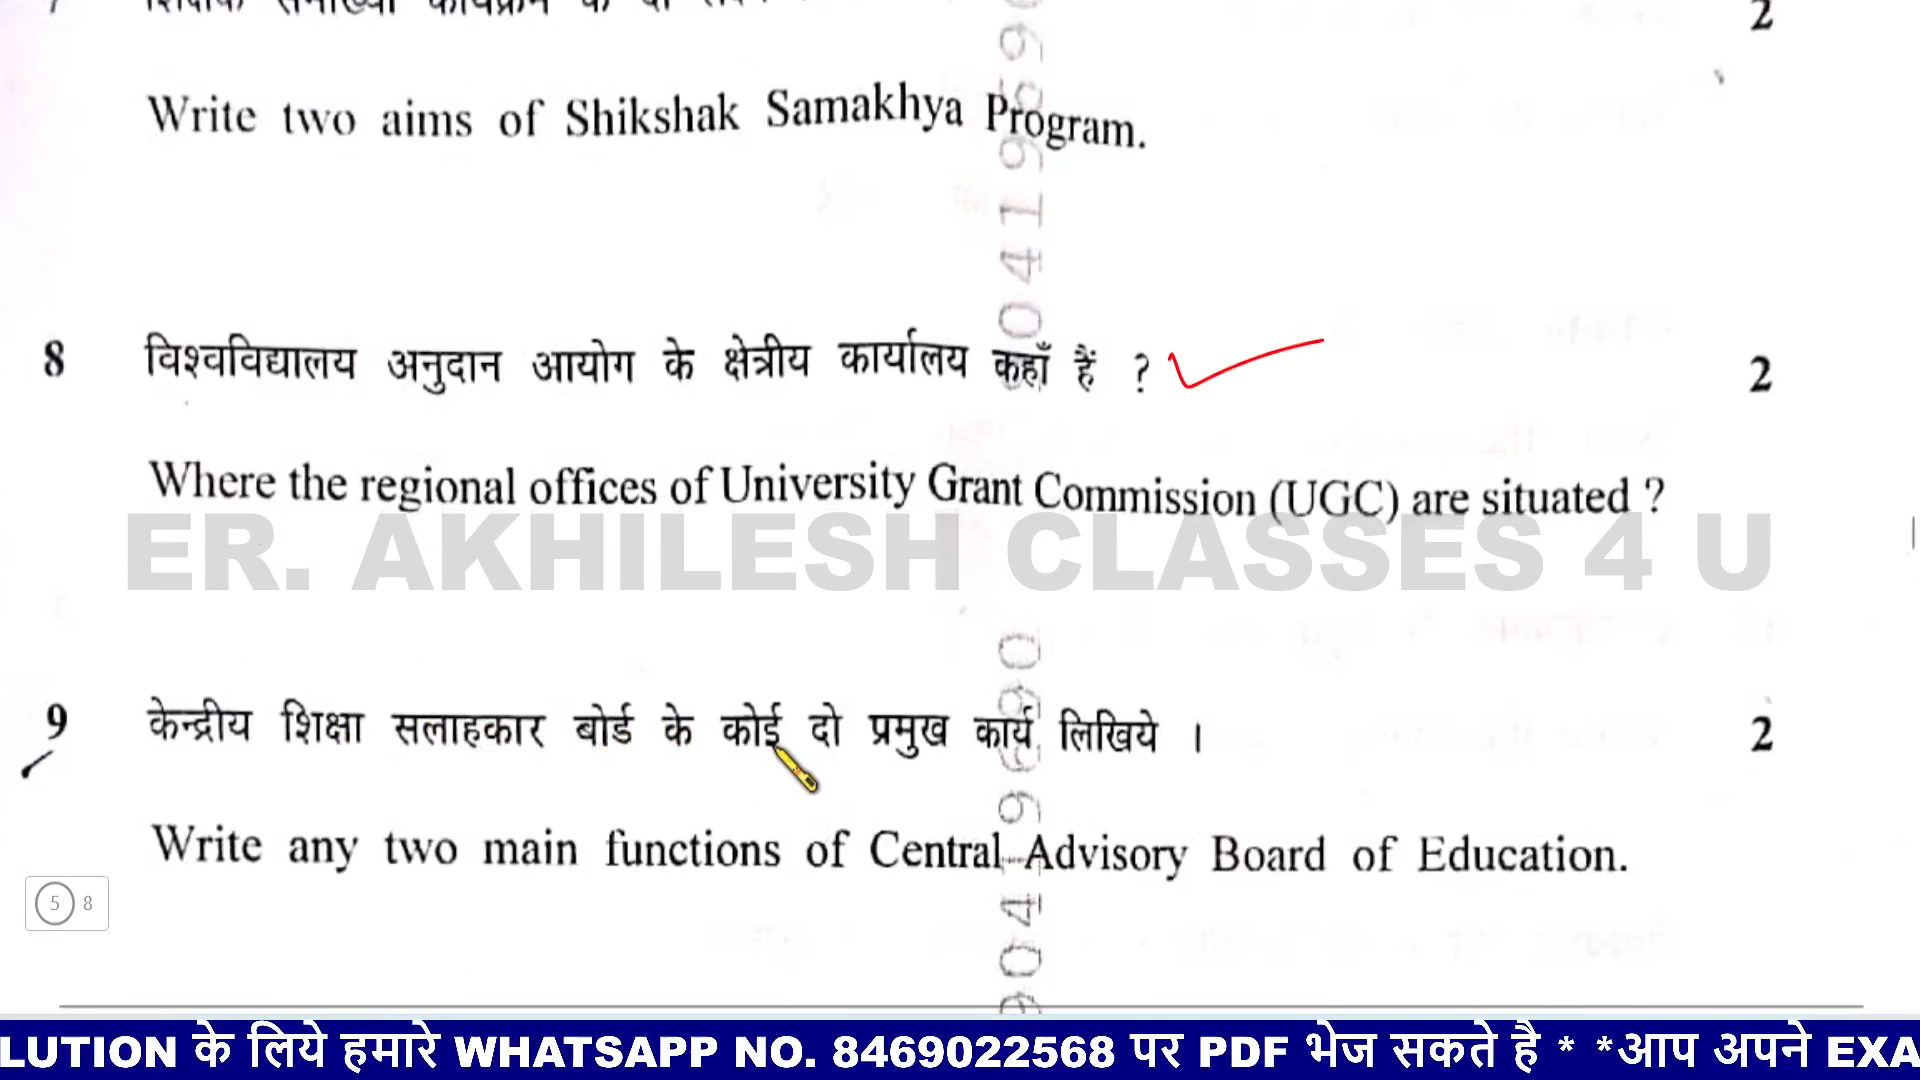 Write two aims of Shikshak Samakhya Program.
2
8 विश्वविद्यालय अनुदान आयोग के क्षेत्रीय कार्यालय कहाँ हैं ? 2
Where the regional offices of University Grant Commission (UGC) are situated ?
ER. AKHILESH CLASSES 4 U
9 केन्द्रीय शिक्षा सलाहकार बोर्ड के कोई दो प्रमुख कार्य लिखिये । 2
Write any two main functions of Central Advisory Board of Education.
5 8
LUTION के लिये हमारे WHATSAPP NO. 8469022568 पर PDF भेज सकते है * *आप अपने EXA